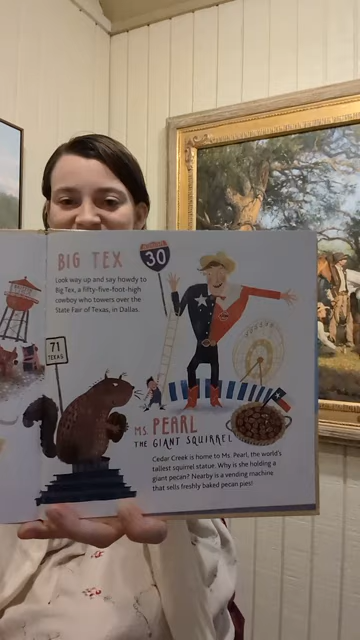 BIG TEX
30
Look way up and say howdy to
Big Tex, a fifty-five-foot-high
cowboy who towers over the
State Fair of Texas, in Dallas.
71
TEXAS
MS. PEARL
THE GIANT SQUIRREL
Cedar Creek is home to Ms. Pearl, the world's
tallest squirrel statue. Why is she holding a
giant pecan? Nearby is a vending machine
that sells freshly baked pecan pies!